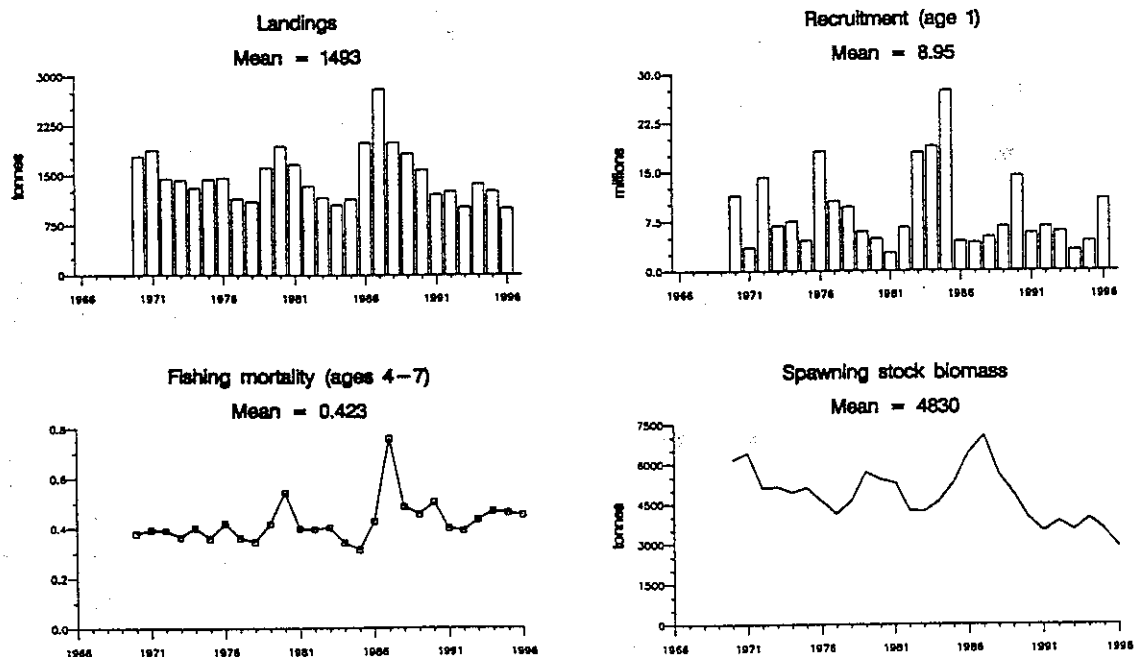 Landings
Mean = 1493
tonnes
3000
2250
1500
750
0
1966 1971 1976 1981 1986 1991 1996
Recruitment (age 1)
Mean = 8.95
millions
30.0
22.5
15.0
7.5
0.0
1966 1971 1976 1981 1986 1991 1996
Fishing mortality (ages 4-7)
Mean = 0.423
0.8
0.6
0.4
0.2
0.0
1966 1971 1976 1981 1986 1991 1996
Spawning stock biomass
Mean = 4830
tonnes
7500
6000
4500
3000
1500
0
1966 1971 1976 1981 1986 1991 1996